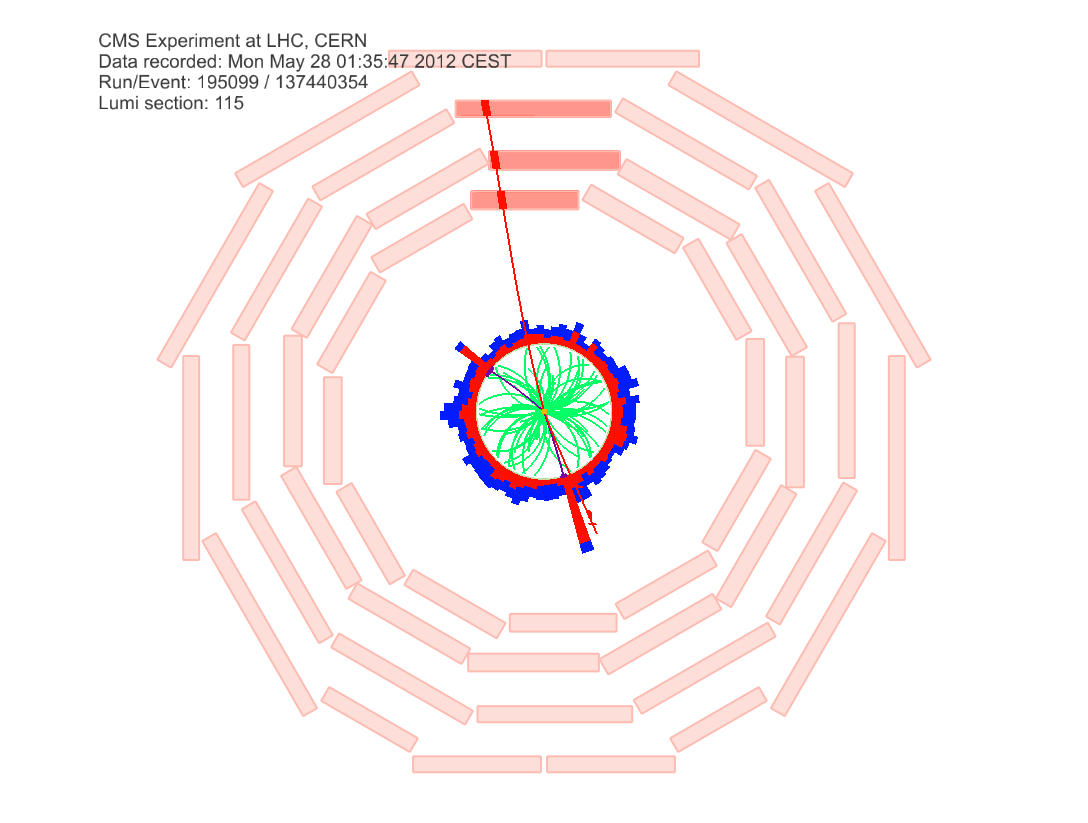 CMS Experiment at LHC, CERN
Data recorded: Mon May 28 01:35:47 2012 CEST
Run/Event: 195099 / 137440354
Lumi section: 115